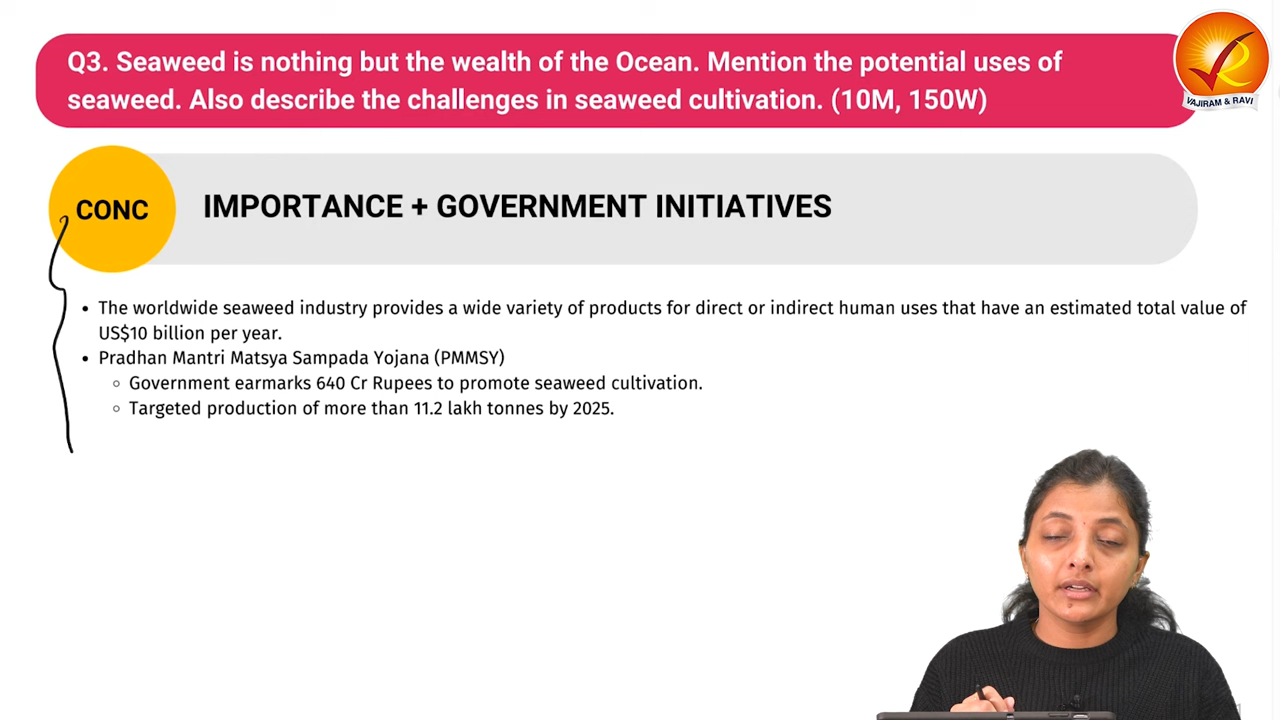 Q3. Seaweed is nothing but the wealth of the Ocean. Mention the potential uses of
seaweed. Also describe the challenges in seaweed cultivation. (10M, 150W)
VAJIRAM & RAVI
CONC
IMPORTANCE + GOVERNMENT INITIATIVES
• The worldwide seaweed industry provides a wide variety of products for direct or indirect human uses that have an estimated total value of
US$10 billion per year.
• Pradhan Mantri Matsya Sampada Yojana (PMMSY)
○ Government earmarks 640 Cr Rupees to promote seaweed cultivation.
○ Targeted production of more than 11.2 lakh tonnes by 2025.